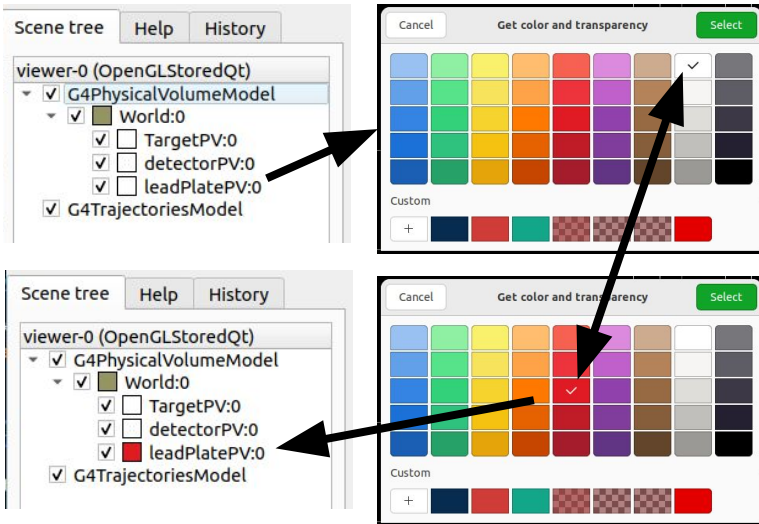 Scene tree Help History
viewer-0 (OpenGLStoredQt)
G4PhysicalVolumeModel
World:0
TargetPV:0
detectorPV:0
leadPlatePV:0
G4TrajectoriesModel
Cancel Get color and transparency Select
Custom
+
Scene tree Help History
viewer-0 (OpenGLStoredQt)
G4PhysicalVolumeModel
World:0
TargetPV:0
detectorPV:0
leadPlatePV:0
G4TrajectoriesModel
Cancel Get color and transparency Select
Custom
+